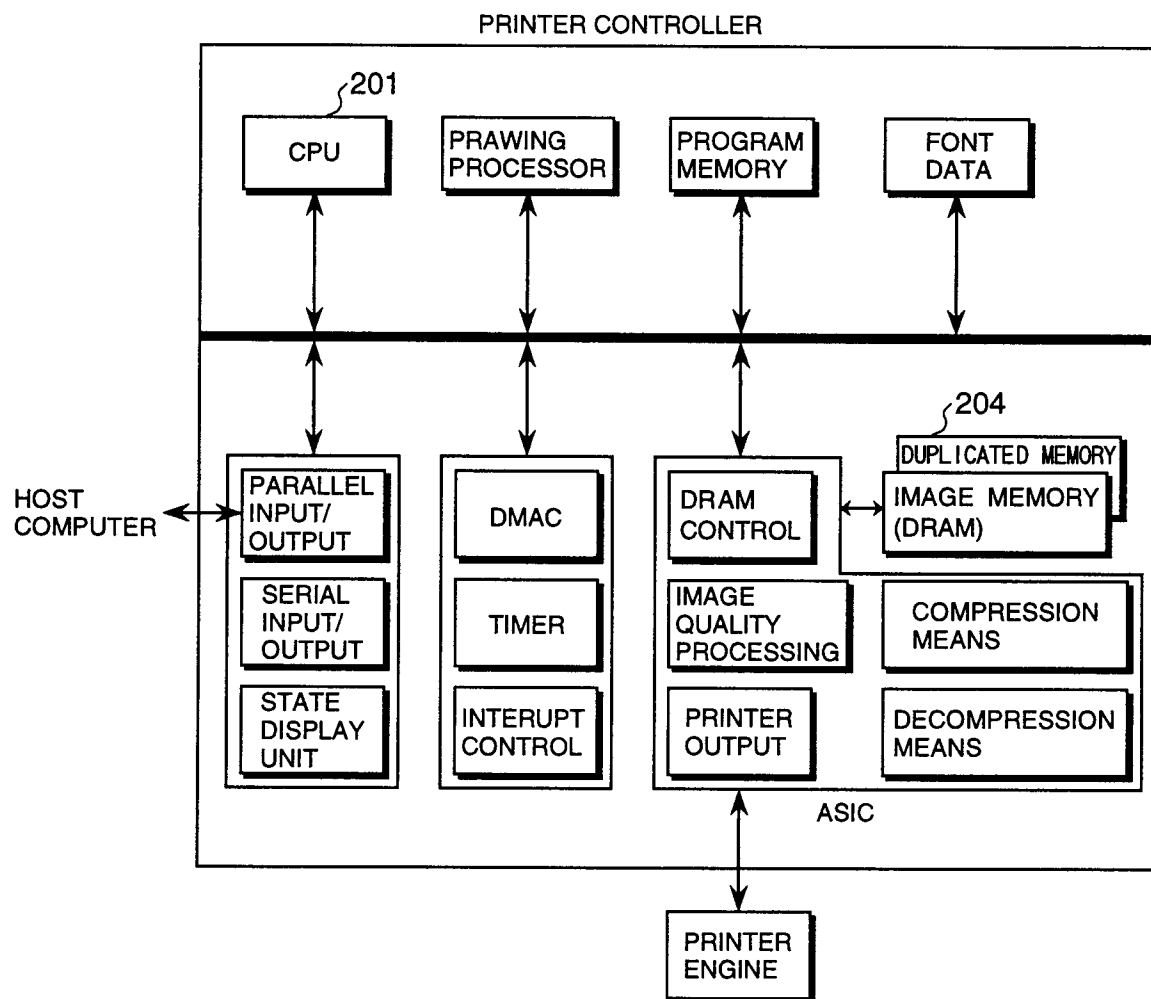 PRINTER CONTROLLER
201
CPU
PRAWING
PROCESSOR
PROGRAM
MEMORY
FONT
DATA
204
DUPLICATED MEMORY
IMAGE MEMORY
(DRAM)
HOST
COMPUTER
PARALLEL
INPUT/
OUTPUT
SERIAL
INPUT/
OUTPUT
STATE
DISPLAY
UNIT
DMAC
TIMER
INTERUPT
CONTROL
DRAM
CONTROL
IMAGE
QUALITY
PROCESSING
PRINTER
OUTPUT
COMPRESSION
MEANS
DECOMPRESSION
MEANS
ASIC
PRINTER
ENGINE